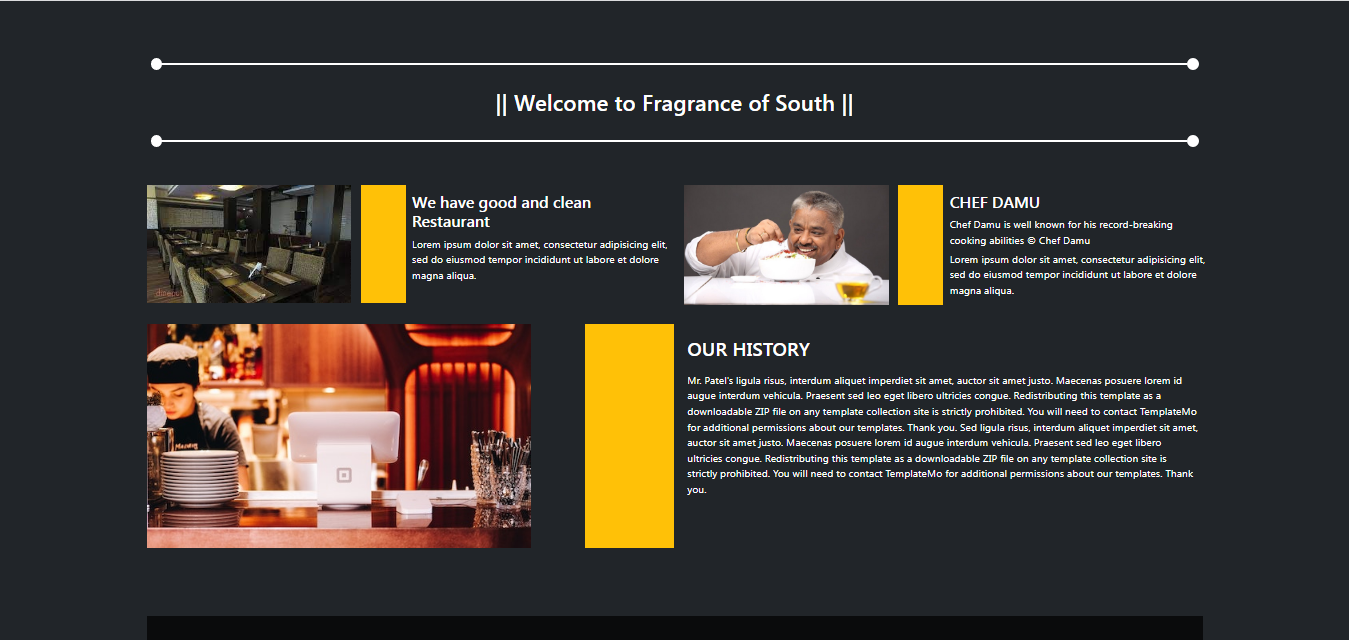 || Welcome to Fragrance of South ||
We have good and clean
Restaurant
Lorem ipsum dolor sit amet, consectetur adipisicing elit,
sed do eiusmod tempor incididunt ut labore et dolore
magna aliqua.
CHEF DAMU
Chef Damu is well known for his record-breaking
cooking abilities © Chef Damu
Lorem ipsum dolor sit amet, consectetur adipisicing elit,
sed do eiusmod tempor incididunt ut labore et dolore
magna aliqua.
dineout
OUR HISTORY
Mr. Patel's ligula risus, interdum aliquet imperdiet sit amet, auctor sit amet justo. Maecenas posuere lorem id
augue interdum vehicula. Praesent sed leo eget libero ultricies congue. Redistributing this template as a
downloadable ZIP file on any template collection site is strictly prohibited. You will need to contact TemplateMo
for additional permissions about our templates. Thank you. Sed ligula risus, interdum aliquet imperdiet sit amet,
auctor sit amet justo. Maecenas posuere lorem id augue interdum vehicula. Praesent sed leo eget libero
ultricies congue. Redistributing this template as a downloadable ZIP file on any template collection site is
strictly prohibited. You will need to contact TemplateMo for additional permissions about our templates. Thank
you.